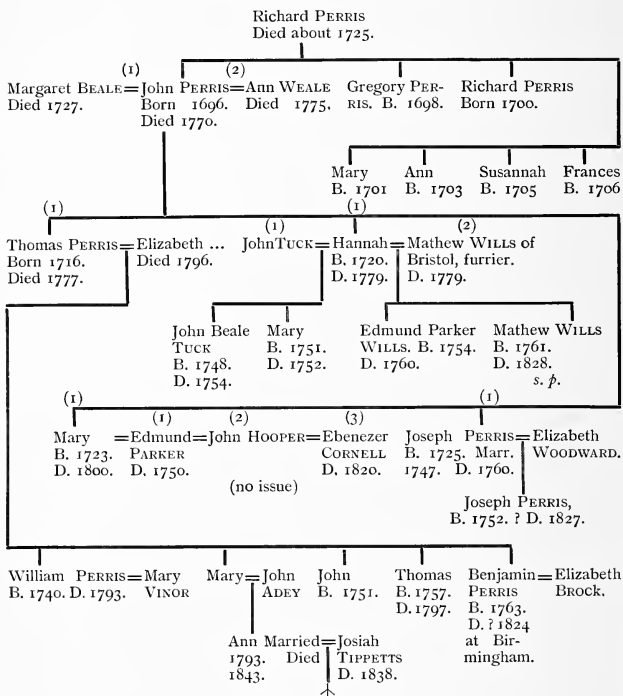 Richard PERRIS
Died about 1725.
(1) (2)
Margaret BEALE=John PERRIS=Ann WEALE Gregory PER- Richard PERRIS
Died 1727. Born 1696. Died 1775. RIS. B. 1698. Born 1700.
Died 1770.
Mary Ann Susannah Frances
B. 1701 B. 1703 B. 1705 B. 1706
(1) (1) (1) (2)
Thomas PERRIS=Elizabeth ... John TUCK=Hannah=Mathew WILLS of
Born 1716. Died 1796. B. 1720. Bristol, furrier.
Died 1777. D. 1779. D. 1779.
John Beale Mary Edmund Parker Mathew WILLS
TUCK B. 1751. WILLS. B. 1754. B. 1761.
B. 1748. D. 1752. D. 1760. D. 1828.
D. 1754. s. p.
(1) (1) (2) (3) (1)
Mary =Edmund=John HOOPER=Ebenezer Joseph PERRIS=Elizabeth
B. 1723. PARKER CORNELL B. 1725. Marr. WOODWARD.
D. 1800. D. 1750. D. 1820. 1747. D. 1760.
(no issue)
Joseph PERRIS,
B. 1752. ? D. 1827.
William PERRIS=Mary Mary=John John Thomas Benjamin=Elizabeth
B. 1740. D. 1793. VINOR ADEY B. 1751. B. 1757. PERRIS BROCK.
D. 1797. B. 1763.
D. ? 1824
Ann Married=Josiah at Bir-
1793. Died TIPPETTS mingham.
1843. D. 1838.